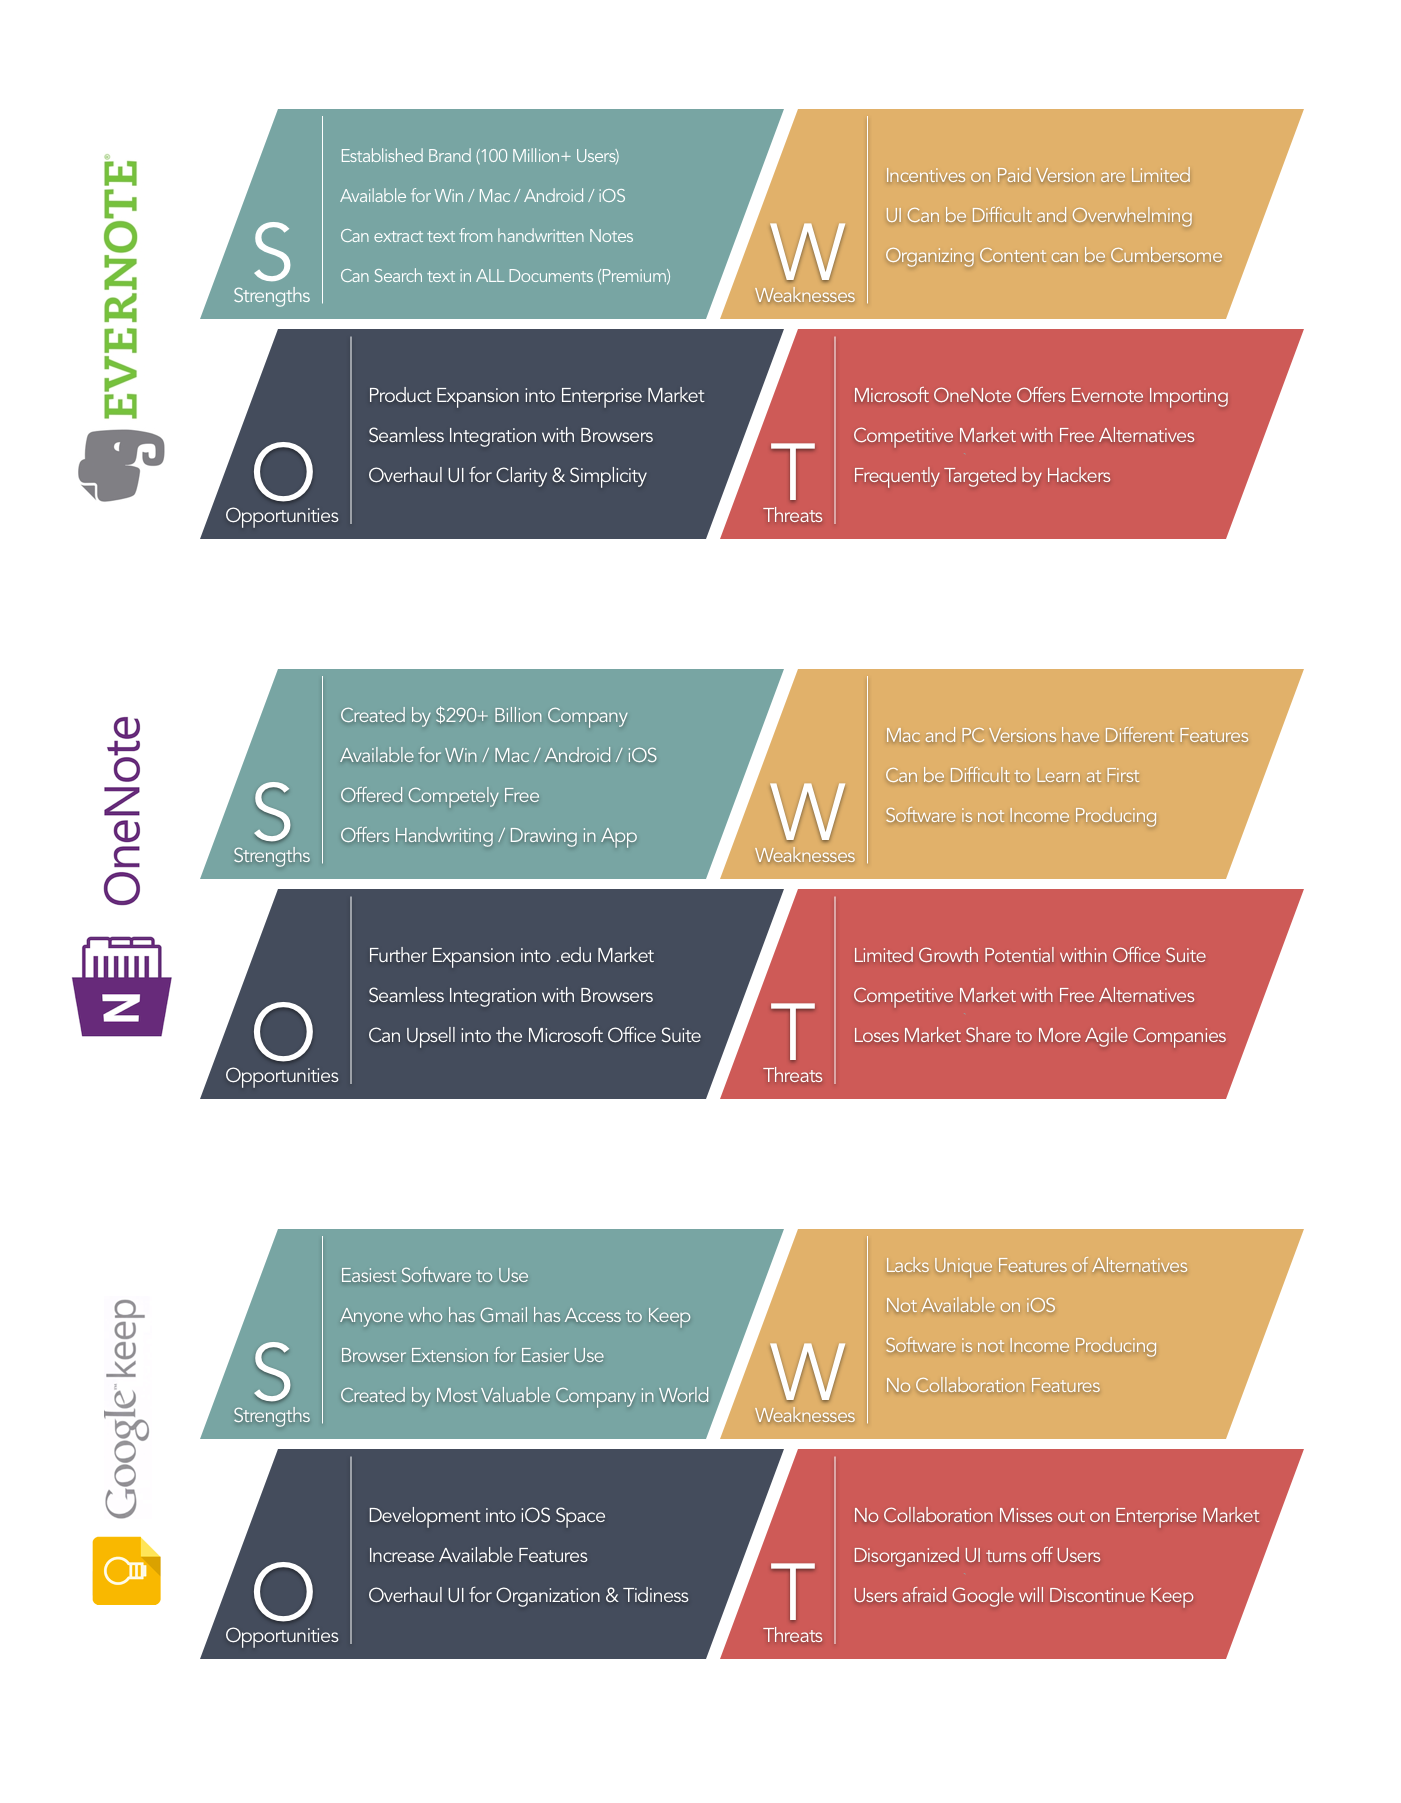 EVERNOTE®
Established Brand (100 Million+ Users)
Available for Win / Mac / Android / iOS
Can extract text from handwritten Notes
Can Search text in ALL Documents (Premium)
S
Strengths
Incentives on Paid Version are Limited
UI Can be Difficult and Overwhelming
Organizing Content can be Cumbersome
W
Weaknesses
Product Expansion into Enterprise Market
Seamless Integration with Browsers
Overhaul UI for Clarity & Simplicity
O
Opportunities
Microsoft OneNote Offers Evernote Importing
Competitive Market with Free Alternatives
Frequently Targeted by Hackers
T
Threats
OneNote
N
Created by $290+ Billion Company
Available for Win / Mac / Android / iOS
Offered Competely Free
Offers Handwriting / Drawing in App
S
Strengths
Mac and PC Versions have Different Features
Can be Difficult to Learn at First
Software is not Income Producing
W
Weaknesses
Further Expansion into .edu Market
Seamless Integration with Browsers
Can Upsell into the Microsoft Office Suite
O
Opportunities
Limited Growth Potential within Office Suite
Competitive Market with Free Alternatives
Loses Market Share to More Agile Companies
T
Threats
Google™ keep
Easiest Software to Use
Anyone who has Gmail has Access to Keep
Browser Extension for Easier Use
Created by Most Valuable Company in World
S
Strengths
Lacks Unique Features of Alternatives
Not Available on iOS
Software is not Income Producing
No Collaboration Features
W
Weaknesses
Development into iOS Space
Increase Available Features
Overhaul UI for Organization & Tidiness
O
Opportunities
No Collaboration Misses out on Enterprise Market
Disorganized UI turns off Users
Users afraid Google will Discontinue Keep
T
Threats